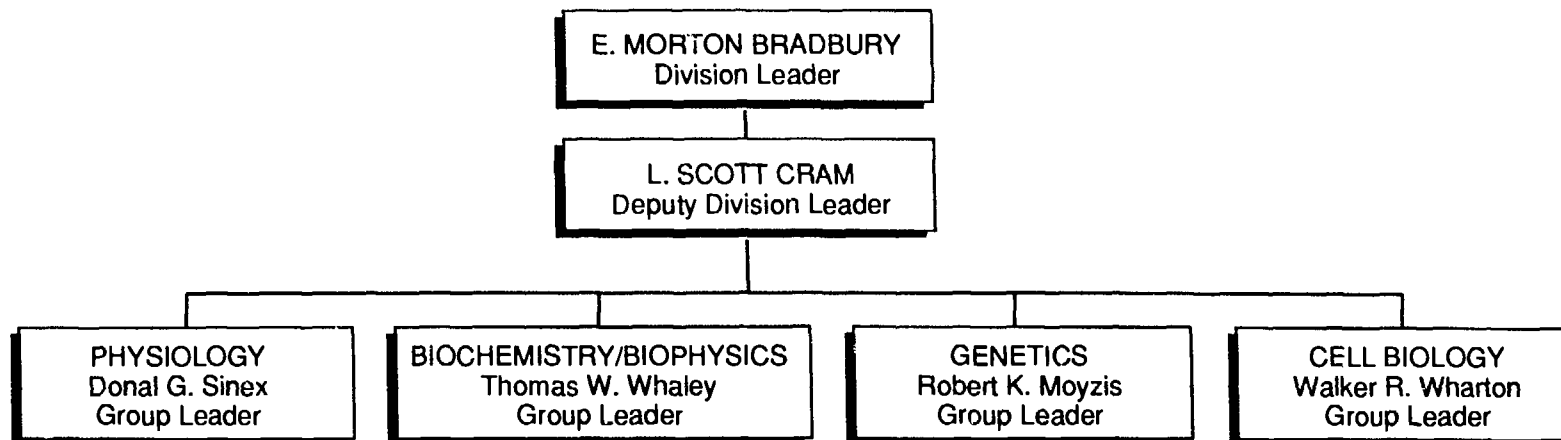 E. MORTON BRADBURY
Division Leader
L. SCOTT CRAM
Deputy Division Leader
PHYSIOLOGY
Donal G. Sinex
Group Leader
BIOCHEMISTRY/BIOPHYSICS
Thomas W. Whaley
Group Leader
GENETICS
Robert K. Moyzis
Group Leader
CELL BIOLOGY
Walker R. Wharton
Group Leader